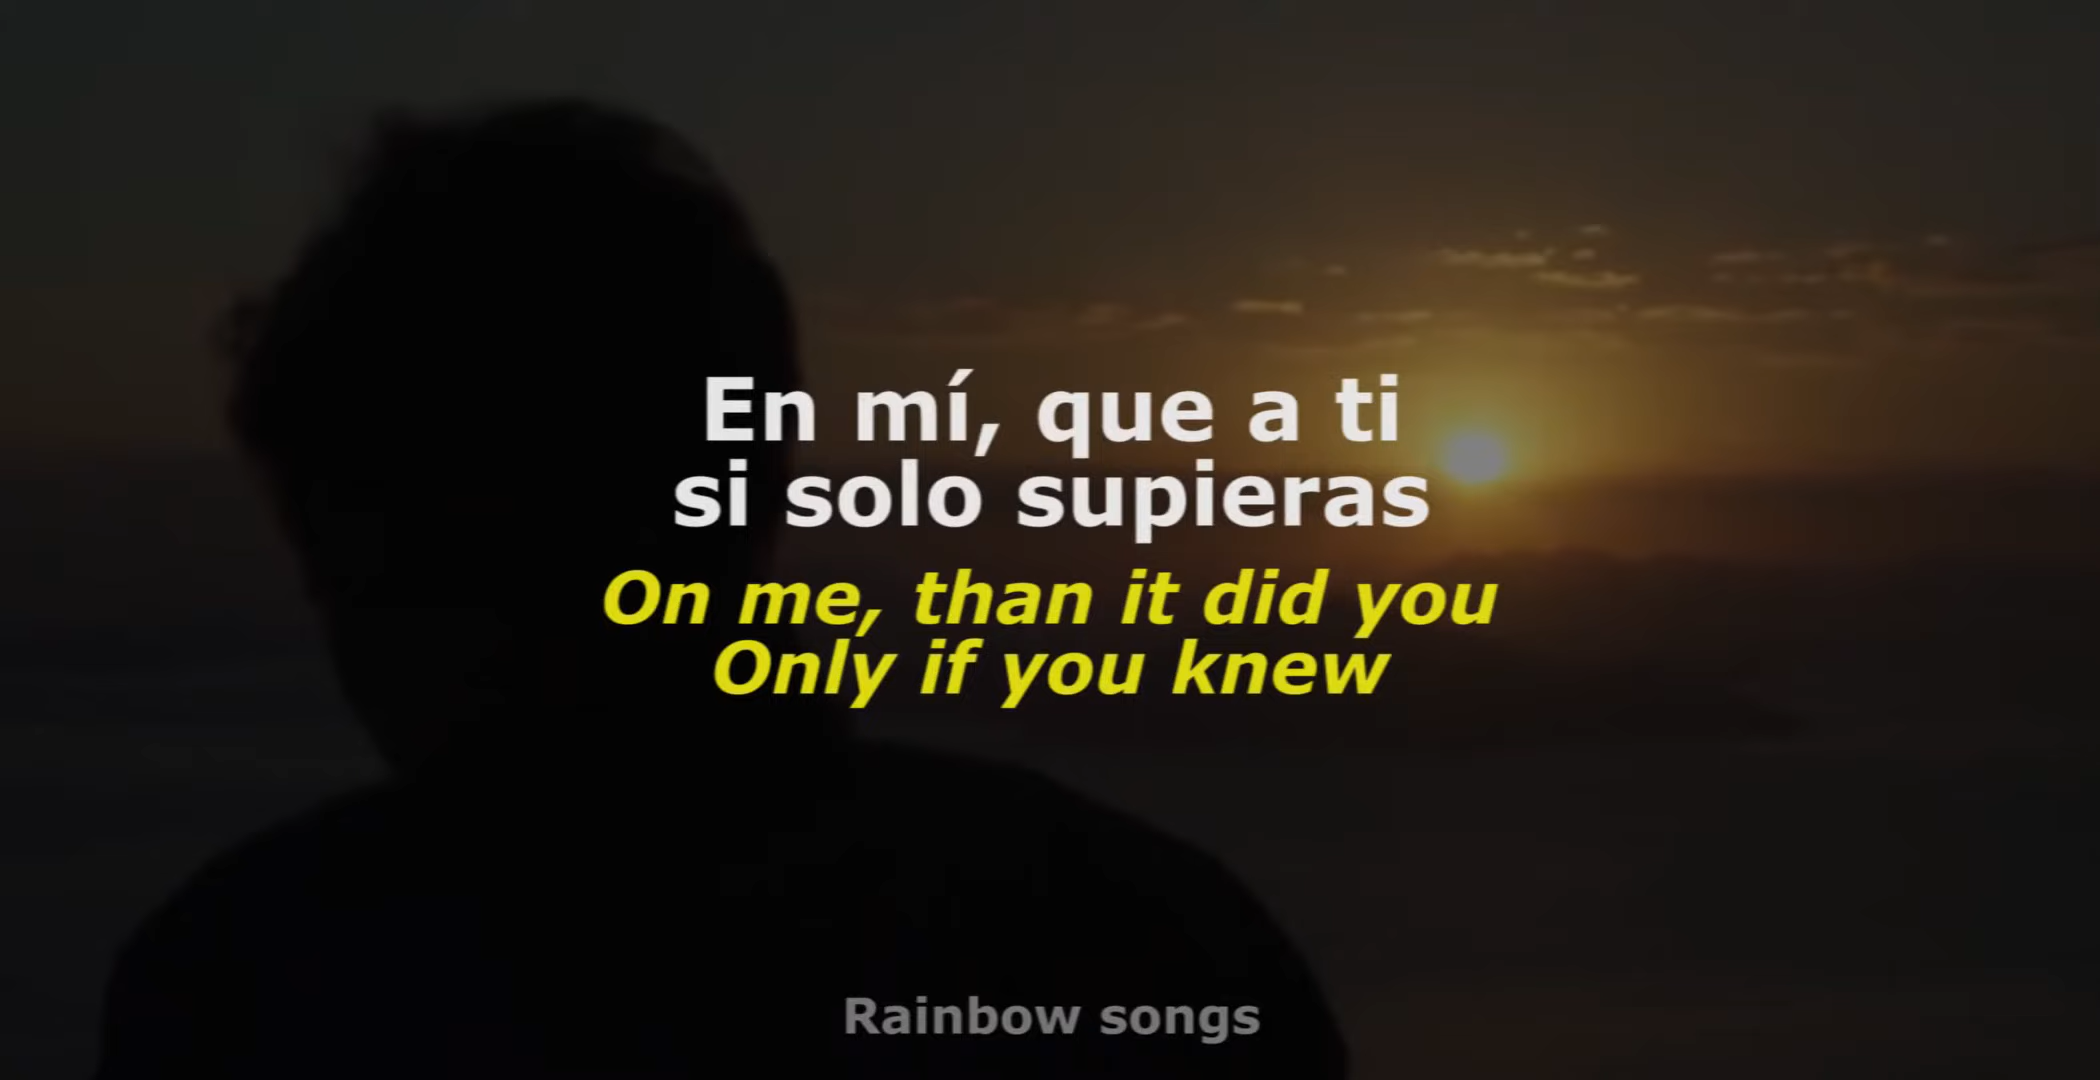 En mí, que a ti
si solo supieras
On me, than it did you
Only if you knew
Rainbow songs